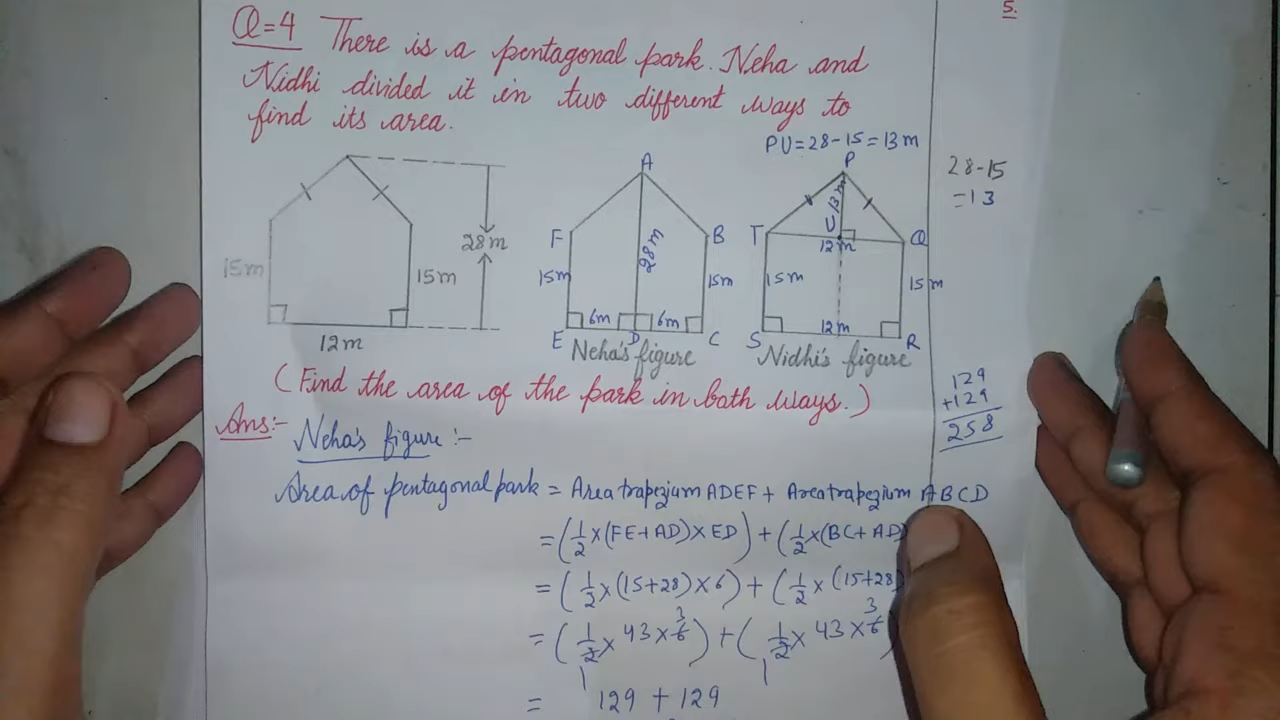 Q=4 There is a pentagonal park. Neha and
Nidhi divided it in two different ways to
find its area.
5.
PU=28-15=13m
28-15
=13
15m
15m
28m
12m
A
F
B
28m
15m
15m
6m
6m
E
D
C
Neha's figure
P
13m
T
U
Q
12m
15m
15m
12m
S
R
Nidhi's figure
(Find the area of the park in both ways.)
129
+129
258
Ans:- Neha's figure :-
Area of pentagonal park = Area trapezium ADEF + Area trapezium ABCD
=(1/2×(FE+AD)×ED)+(1/2×(BC+AD)
=(1/2×(15+28)×6)+(1/2×(15+28)
=(1/2×43×6 3)+(1/2×43×6 3)
1 1
= 129 + 129